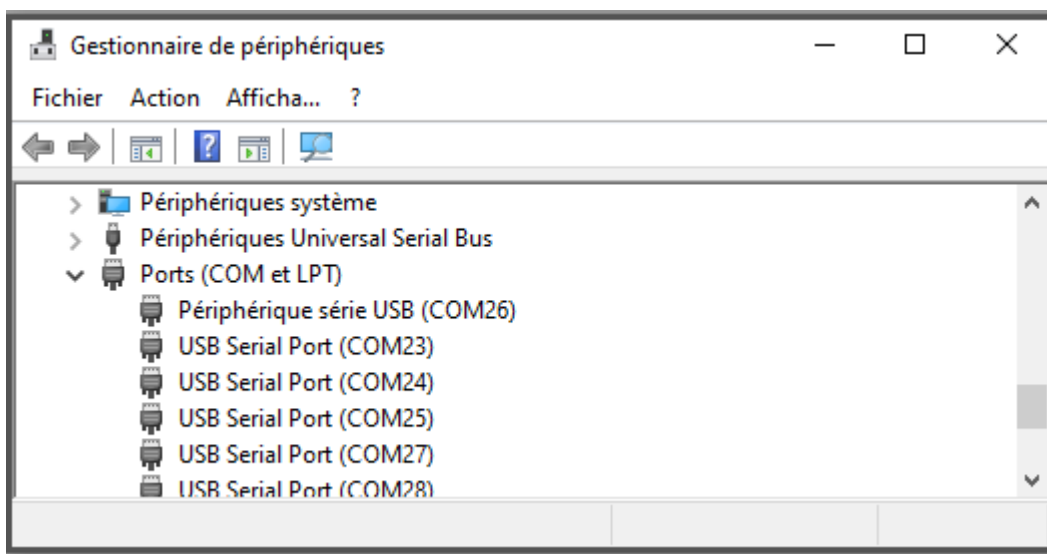 Gestionnaire de périphériques
Fichier Action Afficha... ?
Périphériques système
Périphériques Universal Serial Bus
Ports (COM et LPT)
Périphérique série USB (COM26)
USB Serial Port (COM23)
USB Serial Port (COM24)
USB Serial Port (COM25)
USB Serial Port (COM27)
USB Serial Port (COM28)